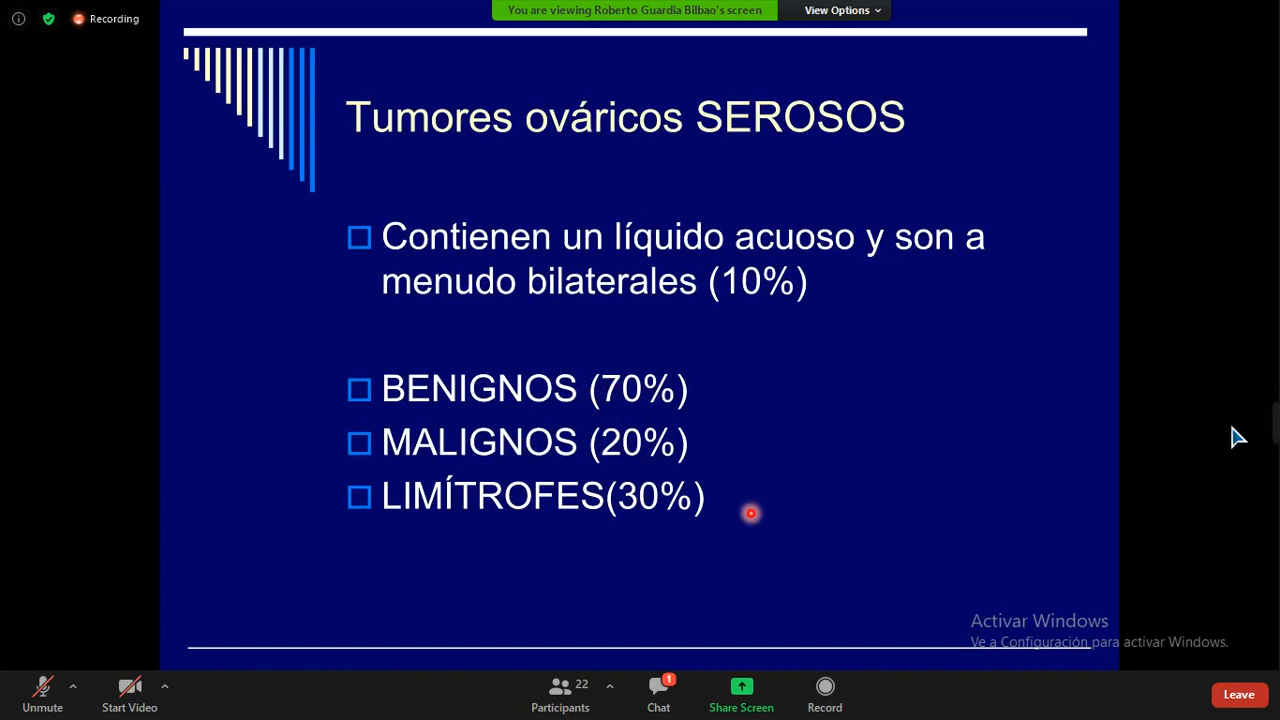 Recording
You are viewing Roberto Guardia Bilbao's screen
View Options
Tumores ováricos SEROSOS
Contienen un líquido acuoso y son a
menudo bilaterales (10%)
BENIGNOS (70%)
MALIGNOS (20%)
LIMÍTROFES(30%)
Activar Windows
Ve a Configuración para activar Windows.
Unmute
Start Video
22
Participants
1
Chat
Share Screen
Record
Leave